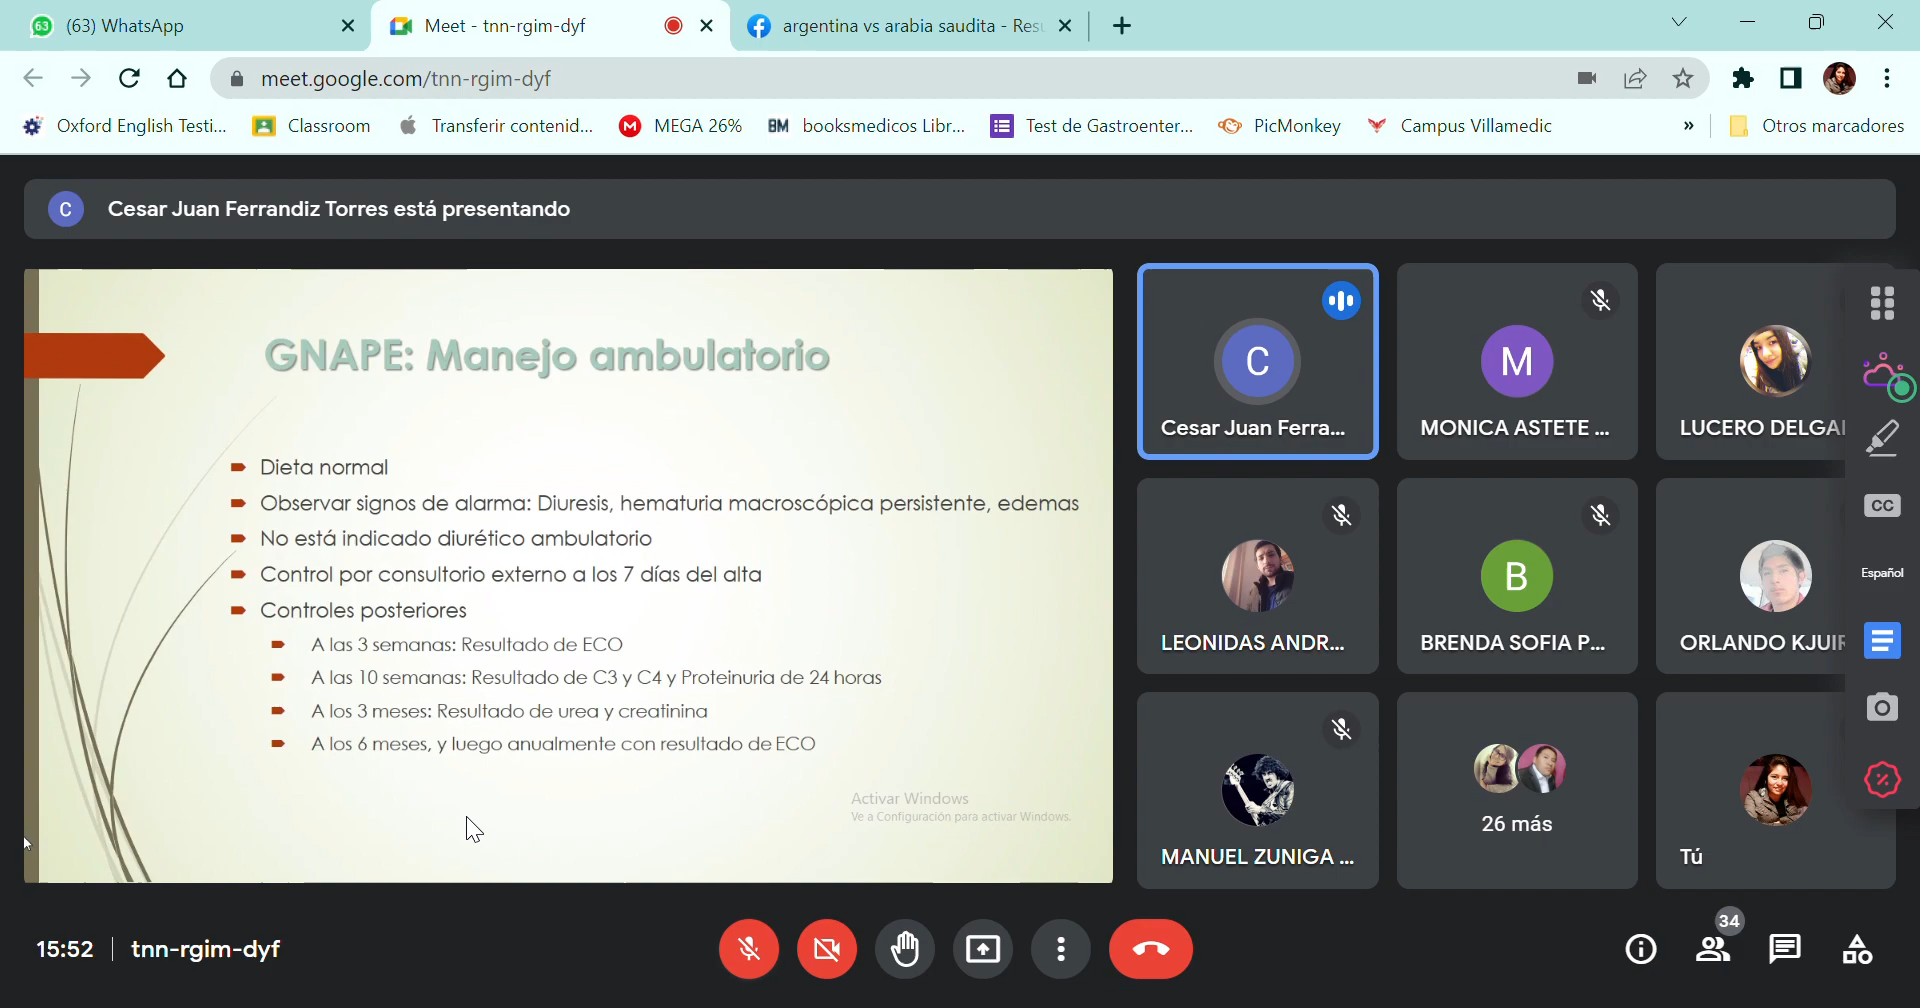 (63) WhatsApp
Meet - tnn-rgim-dyf
argentina vs arabia saudita - Resu
meet.google.com/tnn-rgim-dyf
Oxford English Testi...
Classroom
Transferir contenid...
MEGA 26%
BM booksmedicos Libr...
Test de Gastroenter...
PicMonkey
Campus Villamedic
»
Otros marcadores
C Cesar Juan Ferrandiz Torres está presentando
GNAPE: Manejo ambulatorio
Dieta normal
Observar signos de alarma: Diuresis, hematuria macroscópica persistente, edemas
No está indicado diurético ambulatorio
Control por consultorio externo a los 7 días del alta
Controles posteriores
A las 3 semanas: Resultado de ECO
A las 10 semanas: Resultado de C3 y C4 y Proteinuria de 24 horas
A los 3 meses: Resultado de urea y creatinina
A los 6 meses, y luego anualmente con resultado de ECO
Activar Windows
Ve a Configuración para activar Windows.
C
Cesar Juan Ferra...
M
MONICA ASTETE ...
LUCERO DELGA
LEONIDAS ANDR...
B
BRENDA SOFIA P...
ORLANDO KJUIR
MANUEL ZUNIGA ...
26 más
Tú
CC
Español
15:52 tnn-rgim-dyf
34